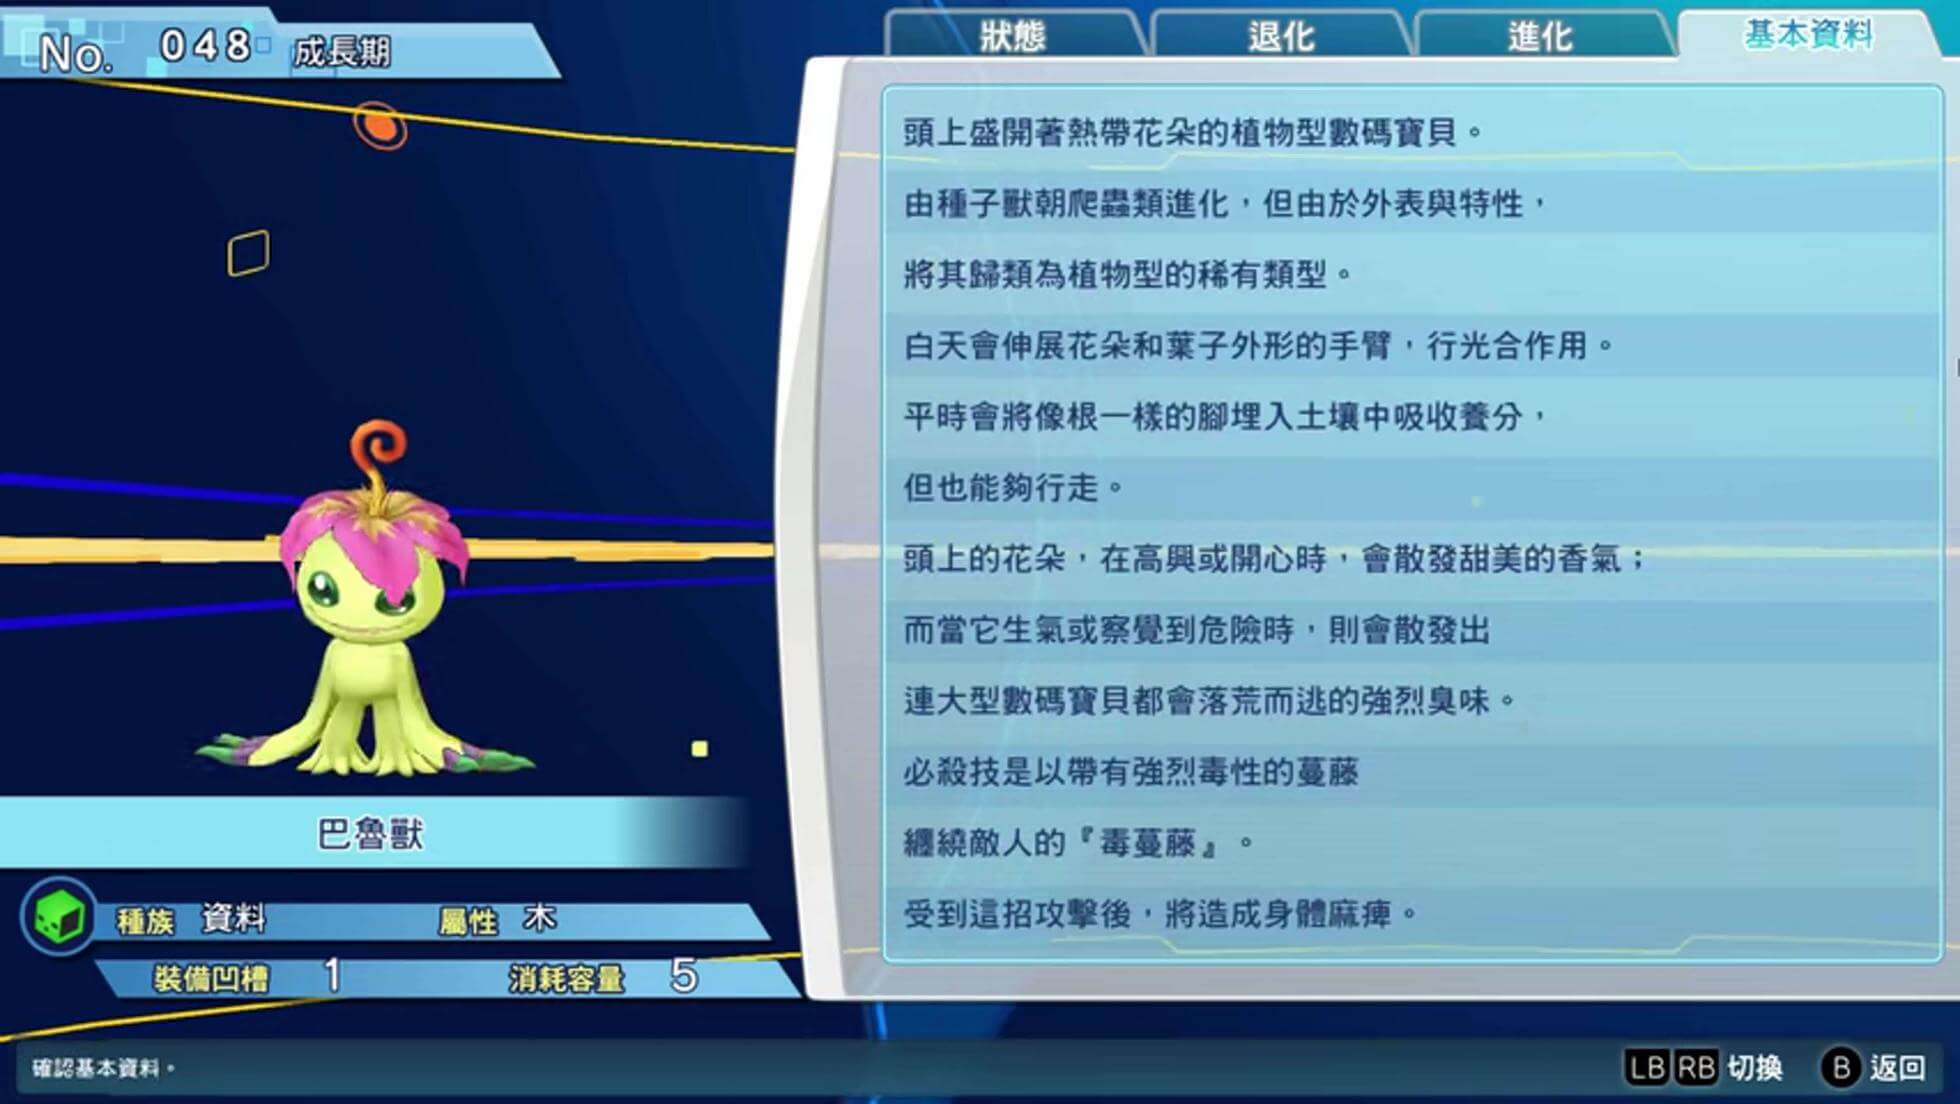 No. 048 成長期
狀態 退化 進化 基本資料
頭上盛開著熱帶花朵的植物型數碼寶貝。
由種子獸朝爬蟲類進化，但由於外表與特性，
將其歸類為植物型的稀有類型。
白天會伸展花朵和葉子外形的手臂，行光合作用。
平時會將像根一樣的腳埋入土壤中吸收養分，
但也能夠行走。
頭上的花朵，在高興或開心時，會散發甜美的香氣；
而當它生氣或察覺到危險時，則會散發出
連大型數碼寶貝都會落荒而逃的強烈臭味。
必殺技是以帶有強烈毒性的蔓藤
纏繞敵人的『毒蔓藤』。
受到這招攻擊後，將造成身體麻痺。
巴魯獸
種族 資料 屬性 木
裝備凹槽 1 消耗容量 5
確認基本資料。
LB RB 切換 B 返回